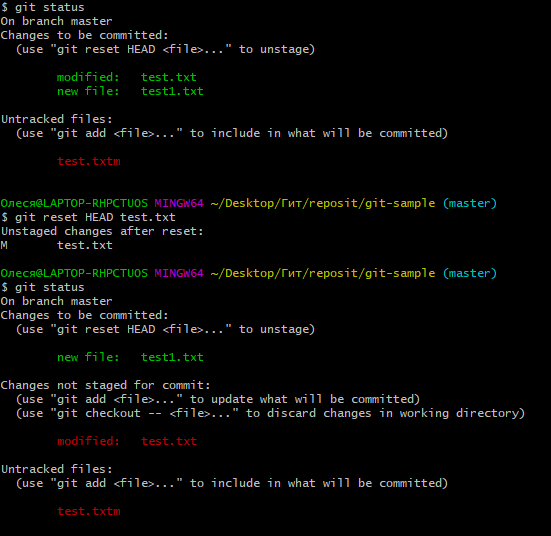 $ git status
On branch master
Changes to be committed:
  (use "git reset HEAD <file>..." to unstage)

        modified:   test.txt
        new file:   test1.txt

Untracked files:
  (use "git add <file>..." to include in what will be committed)

        test.txtm


Олеся@LAPTOP-RHPCTUOS MINGW64 ~/Desktop/Гит/reposit/git-sample (master)
$ git reset HEAD test.txt
Unstaged changes after reset:
M       test.txt

Олеся@LAPTOP-RHPCTUOS MINGW64 ~/Desktop/Гит/reposit/git-sample (master)
$ git status
On branch master
Changes to be committed:
  (use "git reset HEAD <file>..." to unstage)

        new file:   test1.txt

Changes not staged for commit:
  (use "git add <file>..." to update what will be committed)
  (use "git checkout -- <file>..." to discard changes in working directory)

        modified:   test.txt

Untracked files:
  (use "git add <file>..." to include in what will be committed)

        test.txtm